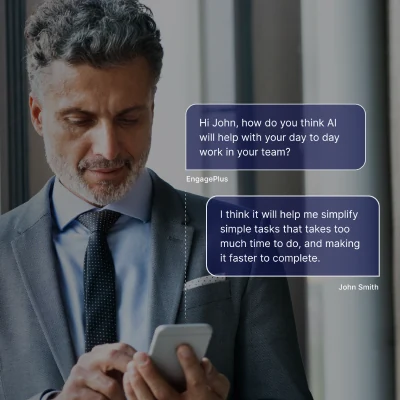 Hi John, how do you think AI
will help with your day to day
work in your team?
EngagePlus
I think it will help me simplify
simple tasks that takes too
much time to do, and making
it faster to complete.
John Smith